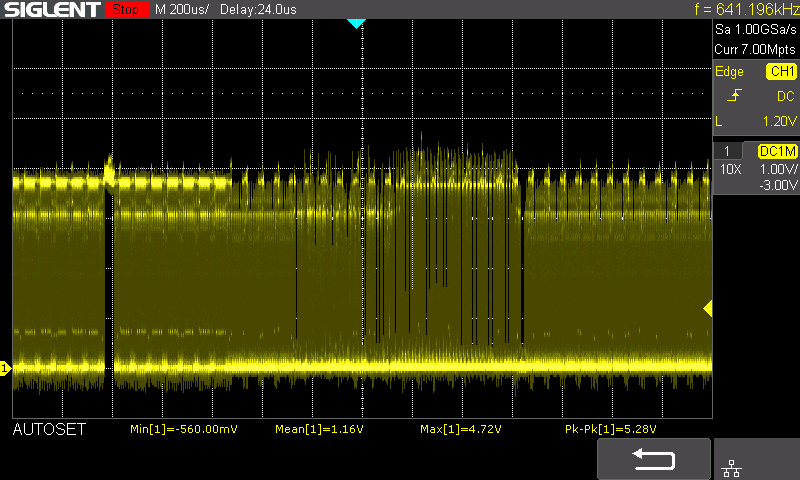 SIGLENT Stop M 200us/ Delay:24.0us f = 641.196kHz
Sa 1.00GSa/s
Curr 7.00Mpts
Edge CH1
DC
L 1.20V
1 DC1M
10X 1.00V/
-3.00V
1
AUTOSET Min[1]=-560.00mV Mean[1]=1.16V Max[1]=4.72V Pk-Pk[1]=5.28V